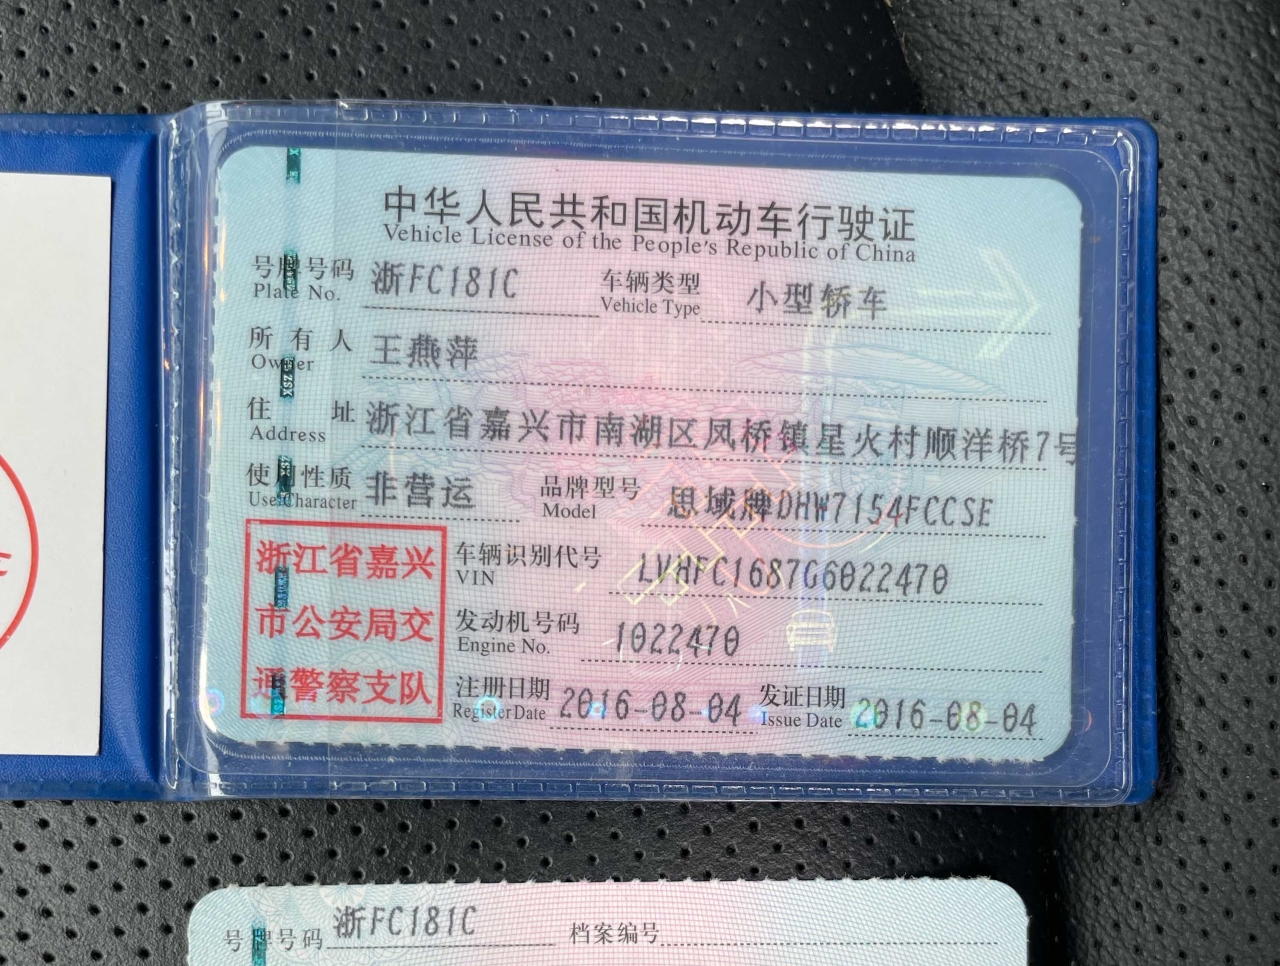 中华人民共和国机动车行驶证
Vehicle License of the People's Republic of China
号牌号码 浙FC181C 车辆类型 小型轿车
Plate No. Vehicle Type
所有人 王燕萍
Owner
住址 浙江省嘉兴市南湖区凤桥镇星火村顺洋桥7号
Address
使用性质 非营运 品牌型号 思域牌DHW7154FCCSE
Use Character Model
浙江省嘉兴
市公安局交
通警察支队
车辆识别代号 LVHFC1687G6022470
VIN
发动机号码 1022470
Engine No.
注册日期 2016-08-04 发证日期 2016-08-04
Register Date Issue Date
号牌号码 浙FC181C 档案编号